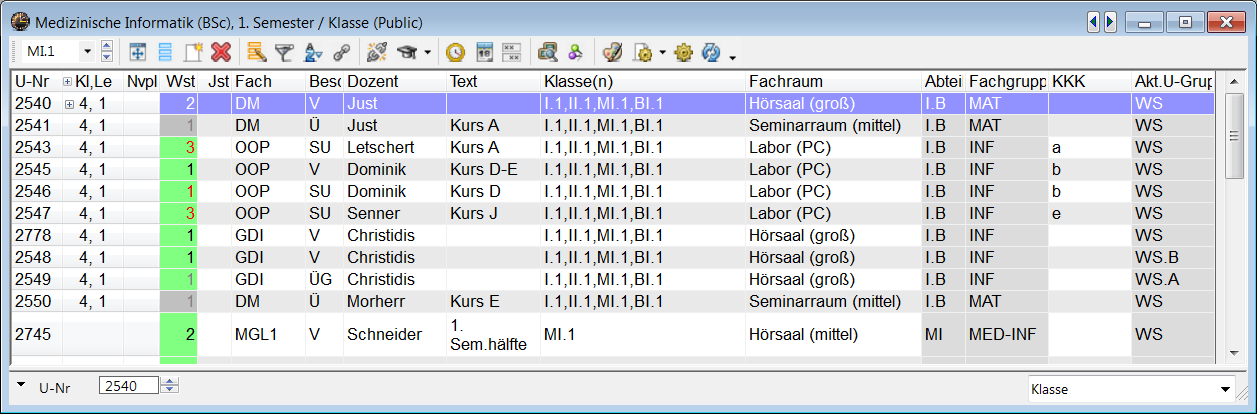 Medizinische Informatik (BSc), 1. Semester / Klasse (Public)
MI.1
U-Nr Kl,Le Nvpl Wst Jst Fach Besc Dozent Text Klasse(n) Fachraum Abteil Fachgrupp KKK Akt.U-Grup
2540 4, 1 2 DM V Just I.1,II.1,MI.1,BI.1 Hörsaal (groß) I.B MAT WS
2541 4, 1 1 DM Ü Just Kurs A I.1,II.1,MI.1,BI.1 Seminarraum (mittel) I.B MAT WS
2543 4, 1 3 OOP SU Letschert Kurs A I.1,II.1,MI.1,BI.1 Labor (PC) I.B INF a WS
2545 4, 1 1 OOP V Dominik Kurs D-E I.1,II.1,MI.1,BI.1 Labor (PC) I.B INF b WS
2546 4, 1 1 OOP SU Dominik Kurs D I.1,II.1,MI.1,BI.1 Labor (PC) I.B INF b WS
2547 4, 1 3 OOP SU Senner Kurs J I.1,II.1,MI.1,BI.1 Labor (PC) I.B INF e WS
2778 4, 1 1 GDI V Christidis I.1,II.1,MI.1,BI.1 Hörsaal (groß) I.B INF WS
2548 4, 1 1 GDI V Christidis I.1,II.1,MI.1,BI.1 Hörsaal (groß) I.B INF WS.B
2549 4, 1 1 GDI ÜG Christidis I.1,II.1,MI.1,BI.1 Hörsaal (groß) I.B INF WS.A
2550 4, 1 1 DM Ü Morherr Kurs E I.1,II.1,MI.1,BI.1 Seminarraum (mittel) I.B MAT WS
2745 2 MGL1 V Schneider 1. Sem.hälfte MI.1 Hörsaal (mittel) MI MED-INF WS
U-Nr 2540 Klasse